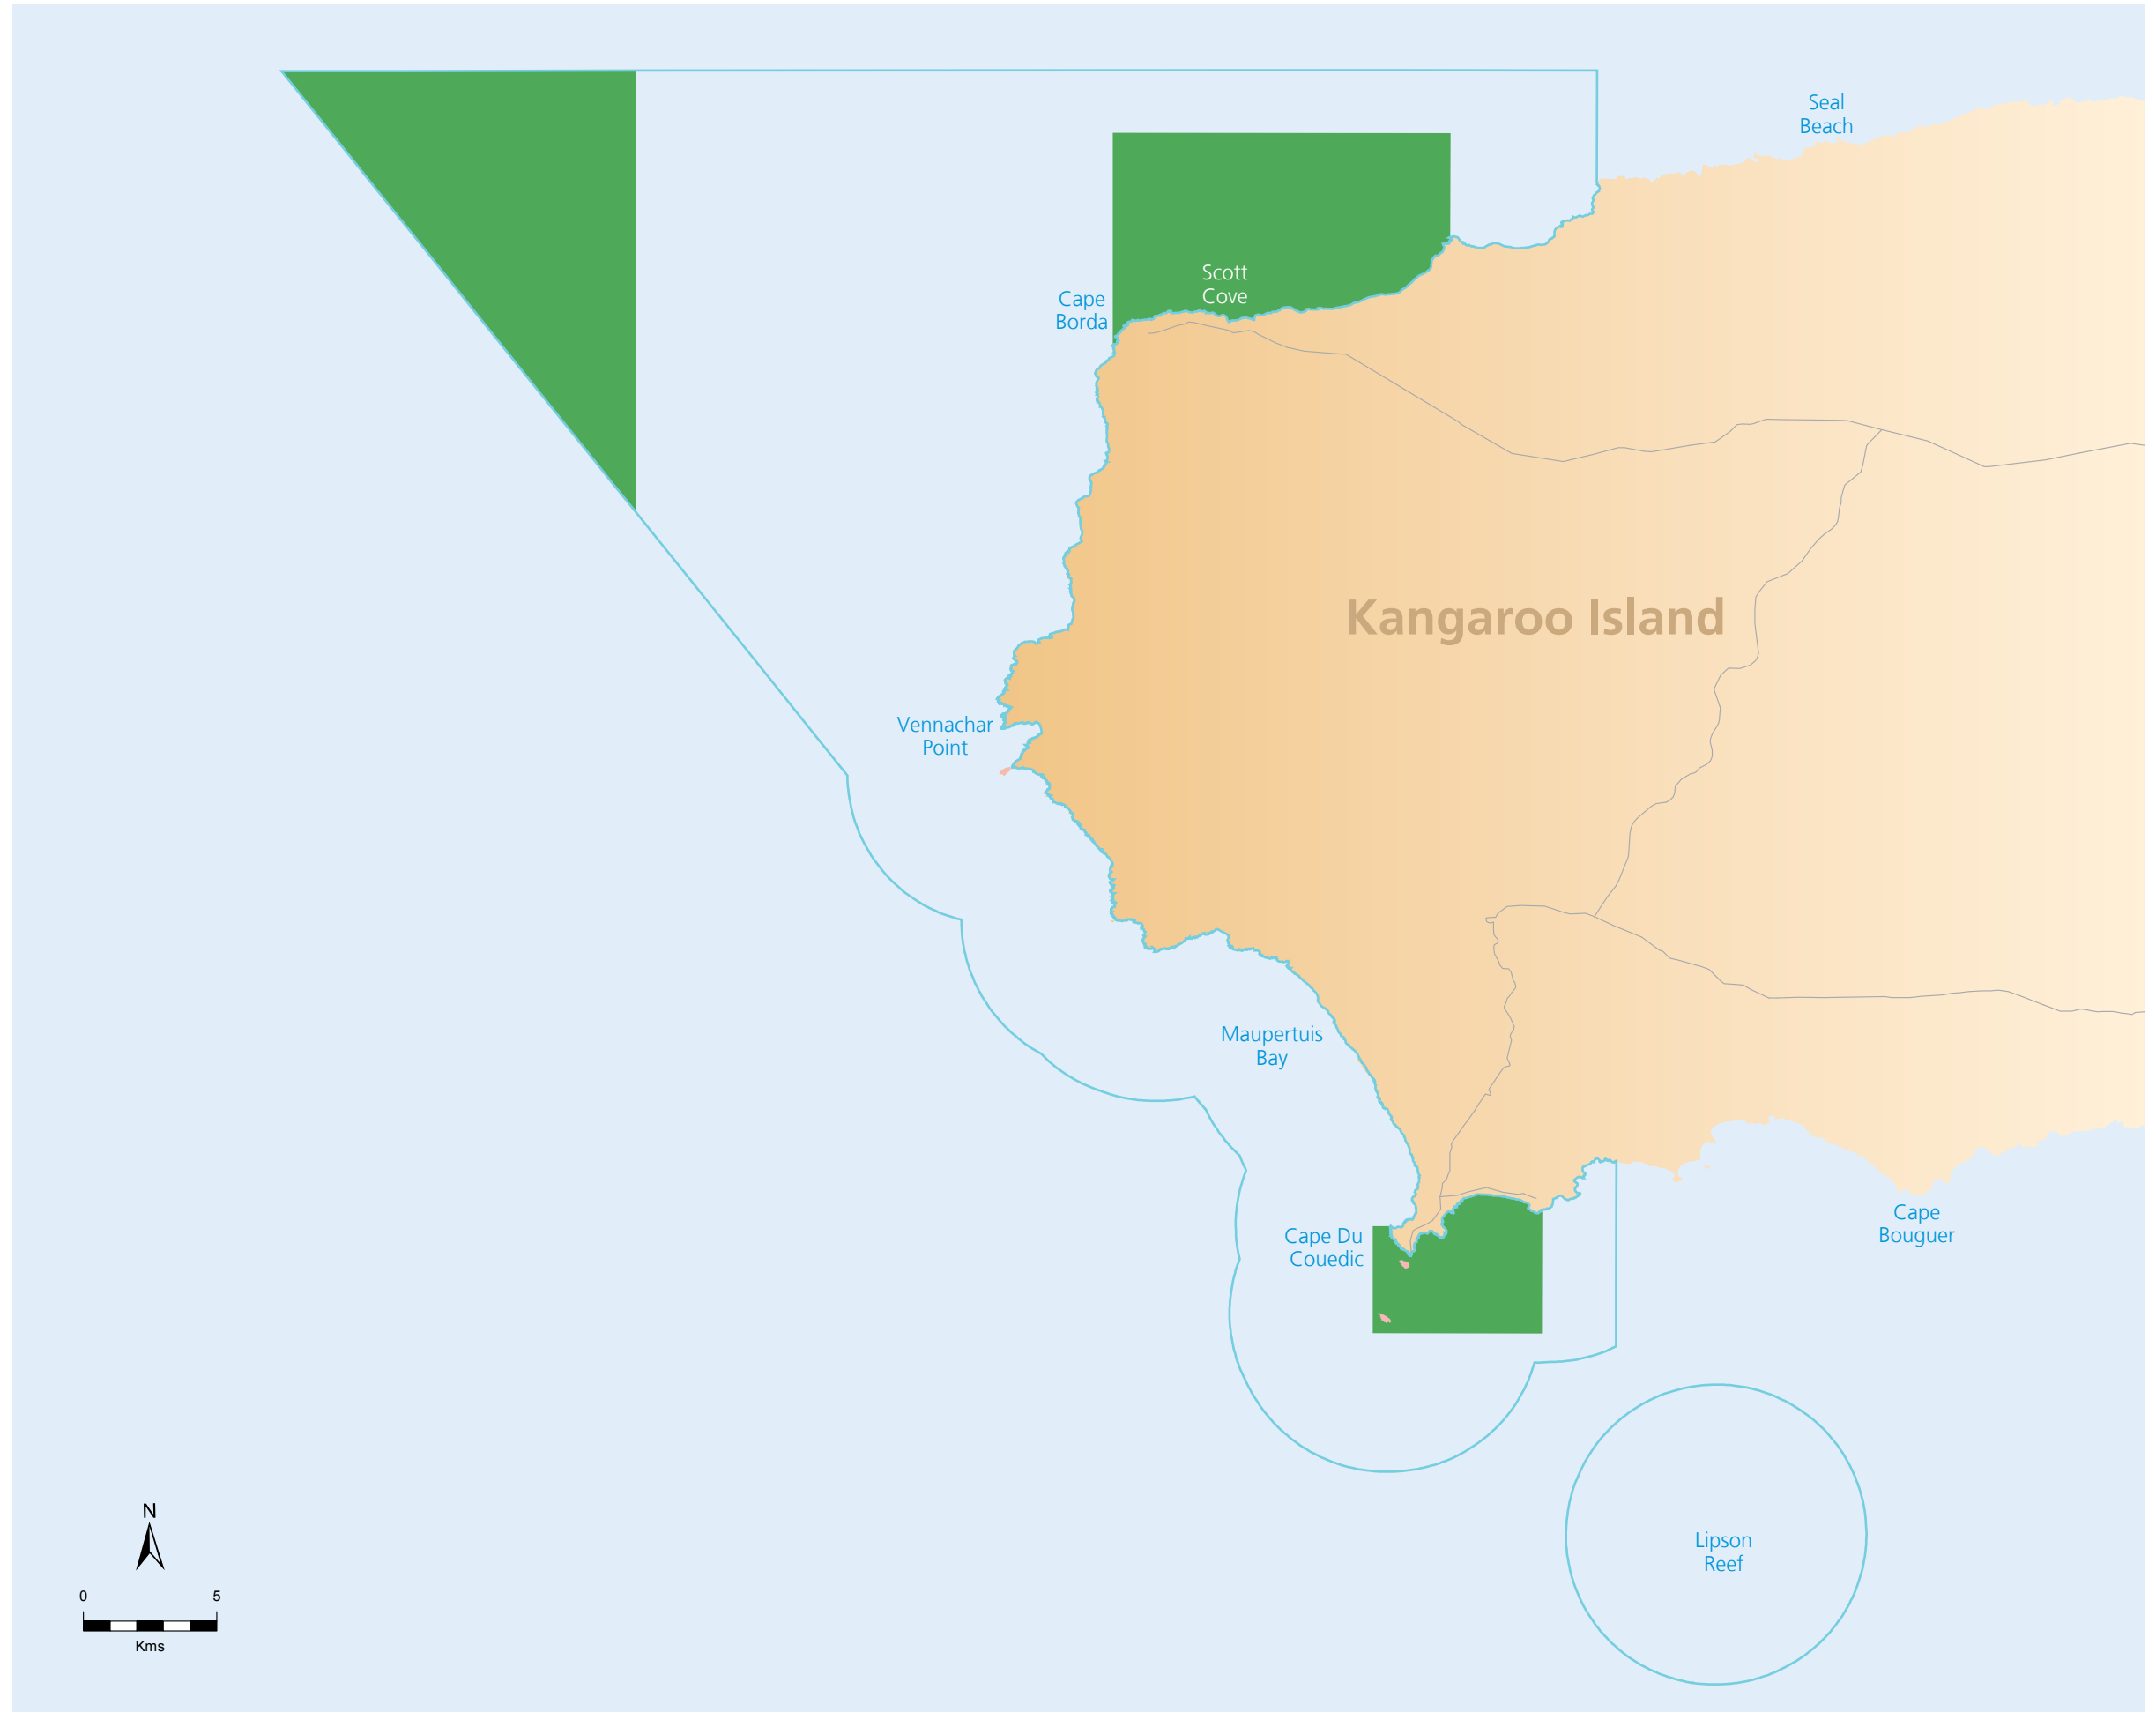 Seal
Beach
Scott
Cove
Cape
Borda
Kangaroo Island
Vennachar
Point
Maupertuis
Bay
Cape Du
Couedic
Cape
Bouguer
Lipson
Reef
N
0 5
Kms